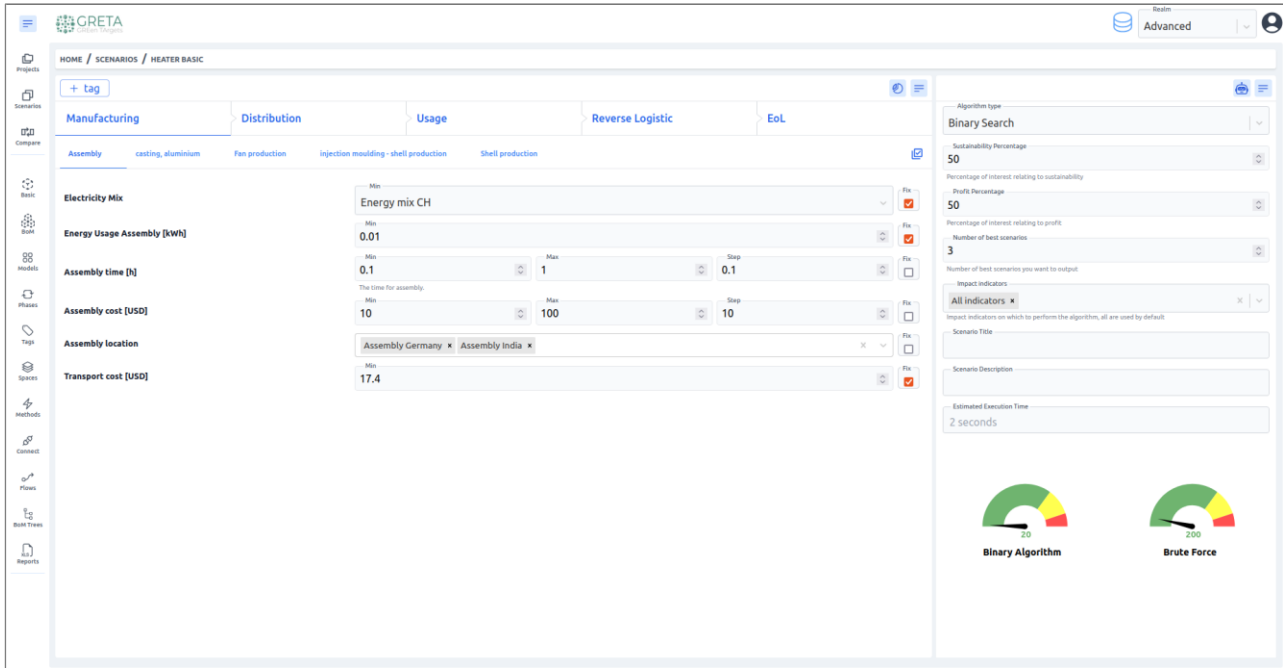 GRETA
GREen TArgets
Realm
Advanced
Projects
Scenarios
Compare
Basic
BoM
Models
Phases
Tags
Spaces
Methods
Connect
Flows
BoM Trees
Reports
HOME / SCENARIOS / HEATER BASIC
+ tag
Manufacturing Distribution Usage Reverse Logistic EoL
Assembly casting, aluminium Fan production injection moulding - shell production Shell production
Electricity Mix
Min
Energy mix CH
Fix
Energy Usage Assembly [kWh]
Min
0.01
Fix
Assembly time [h]
Min
0.1
Max
1
Step
0.1
Fix
The time for assembly.
Assembly cost [USD]
Min
10
Max
100
Step
10
Fix
Assembly location
Assembly Germany × Assembly India ×
Fix
Transport cost [USD]
Min
17.4
Fix
Algorithm type
Binary Search
Sustainability Percentage
50
Percentage of interest relating to sustainability
Profit Percentage
50
Percentage of interest relating to profit
Number of best scenarios
3
Number of best scenarios you want to output
Impact indicators
All indicators ×
Impact indicators on which to perform the algorithm, all are used by default
Scenario Title
Scenario Description
Estimated Execution Time
2 seconds
20
Binary Algorithm
200
Brute Force